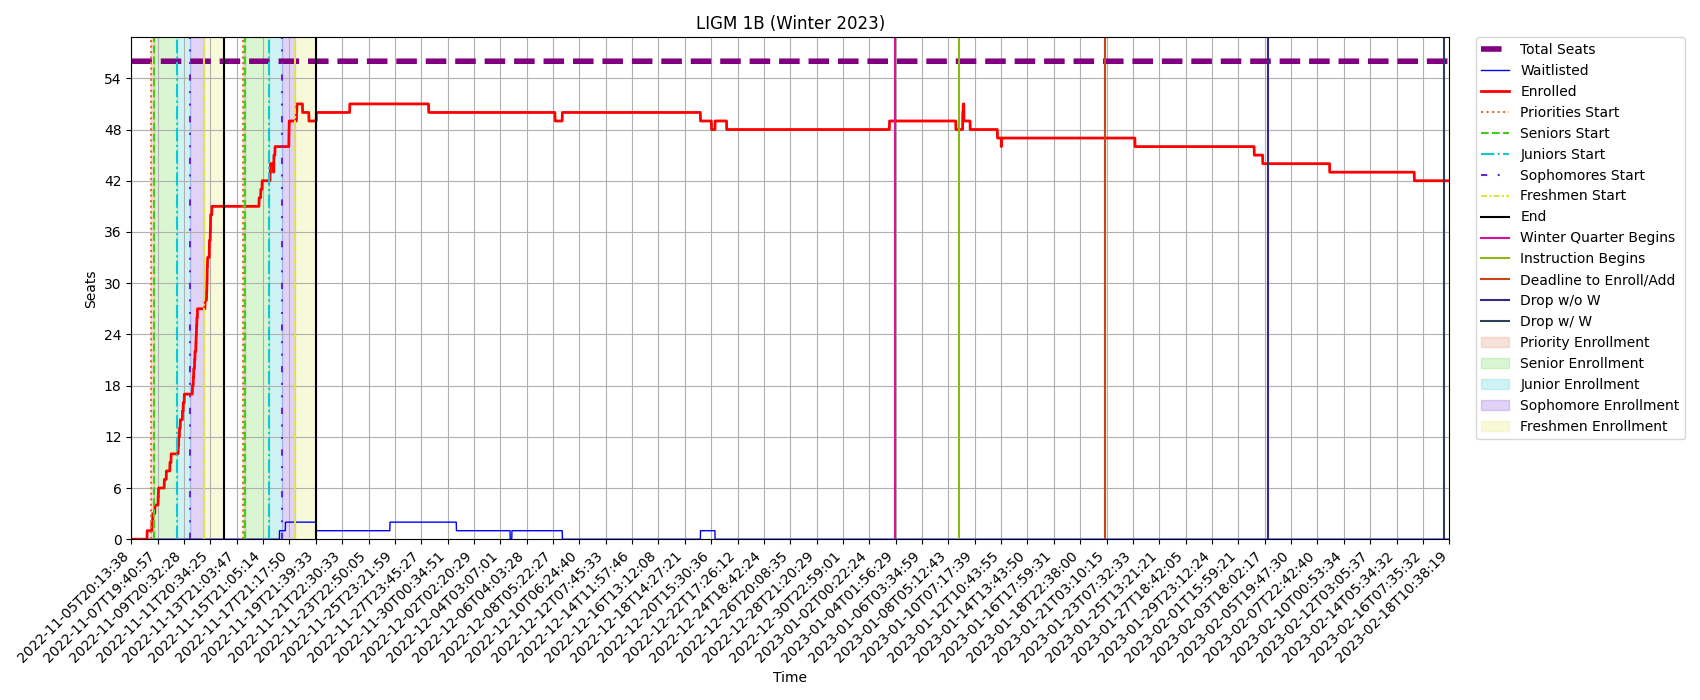 LIGM 1B (Winter 2023)
Seats
54
48
42
36
30
24
18
12
6
0
2022-11-05T20:13:38
2022-11-07T19:40:57
2022-11-09T20:32:28
2022-11-11T20:34:25
2022-11-13T21:03:47
2022-11-15T21:05:14
2022-11-17T21:17:50
2022-11-19T21:39:33
2022-11-21T22:30:33
2022-11-23T22:50:05
2022-11-25T23:21:59
2022-11-27T23:45:27
2022-11-30T00:34:51
2022-12-02T02:20:29
2022-12-04T03:07:01
2022-12-06T04:03:28
2022-12-08T05:22:27
2022-12-10T06:24:40
2022-12-12T07:45:33
2022-12-14T11:57:46
2022-12-16T13:12:08
2022-12-18T14:27:21
2022-12-20T15:30:36
2022-12-22T17:26:12
2022-12-24T18:42:24
2022-12-26T20:08:35
2022-12-28T21:20:29
2022-12-30T22:59:01
2023-01-02T00:22:24
2023-01-04T01:56:29
2023-01-06T03:34:59
2023-01-08T05:12:43
2023-01-10T07:17:39
2023-01-12T10:43:55
2023-01-14T13:43:50
2023-01-16T17:59:31
2023-01-18T22:38:00
2023-01-21T03:10:15
2023-01-23T07:32:33
2023-01-25T13:21:21
2023-01-27T18:42:05
2023-01-29T23:12:24
2023-02-01T15:59:21
2023-02-03T18:02:17
2023-02-05T19:47:30
2023-02-07T22:42:40
2023-02-10T00:53:34
2023-02-12T03:05:37
2023-02-14T05:34:32
2023-02-16T07:35:32
2023-02-18T10:38:19
Time
Total Seats
Waitlisted
Enrolled
Priorities Start
Seniors Start
Juniors Start
Sophomores Start
Freshmen Start
End
Winter Quarter Begins
Instruction Begins
Deadline to Enroll/Add
Drop w/o W
Drop w/ W
Priority Enrollment
Senior Enrollment
Junior Enrollment
Sophomore Enrollment
Freshmen Enrollment